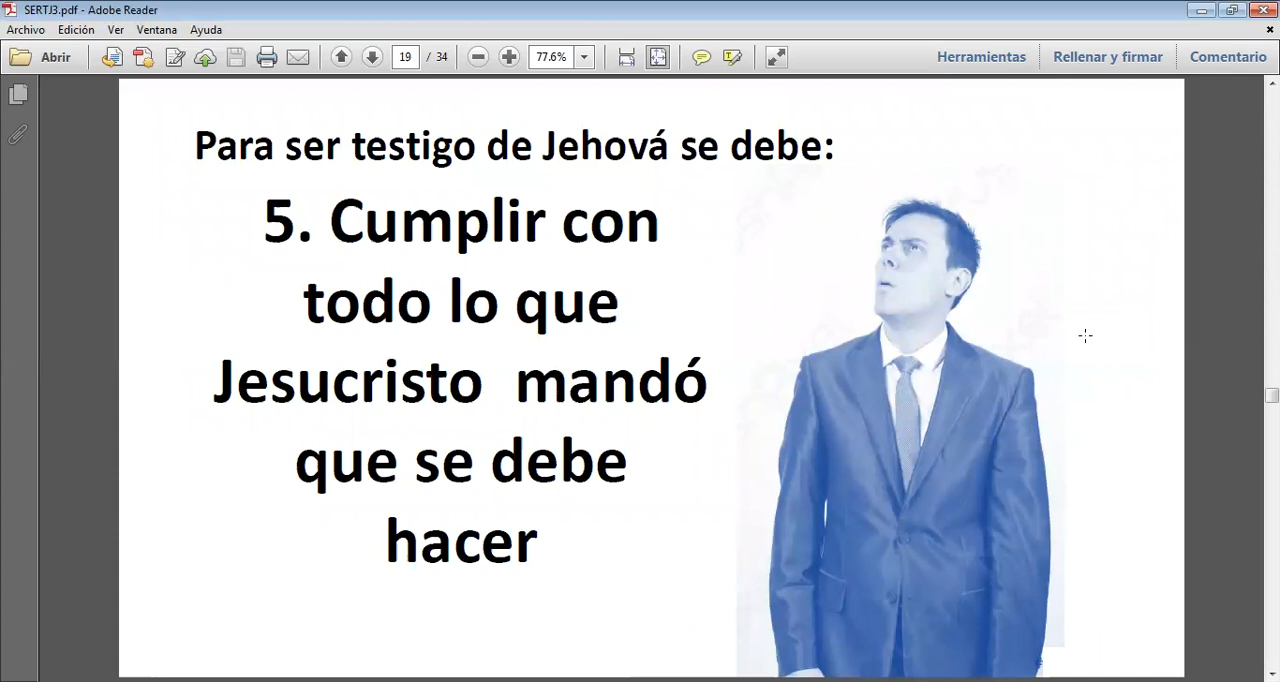 SERTJ3.pdf - Adobe Reader
Archivo Edición Ver Ventana Ayuda
Abrir 19 / 34 77.6% Herramientas Rellenar y firmar Comentario
Para ser testigo de Jehová se debe:
5. Cumplir con
todo lo que
Jesucristo mandó
que se debe
hacer